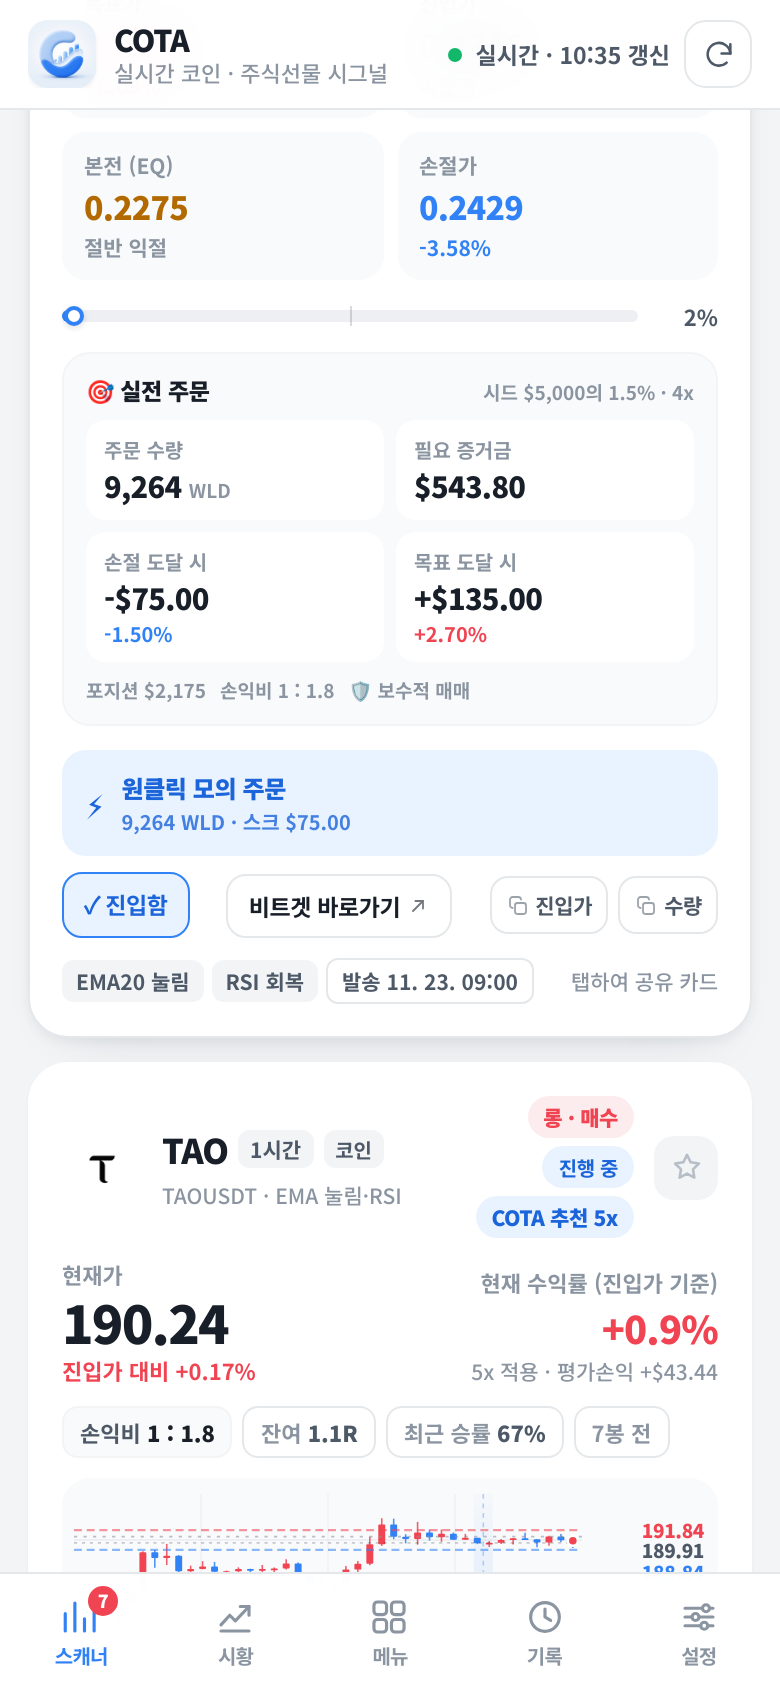 COTA
실시간 코인 · 주식선물 시그널
실시간 · 10:35 갱신
본전 (EQ)
0.2275
절반 익절
손절가
0.2429
-3.58%
2%
🎯 실전 주문
시드 $5,000의 1.5% · 4x
주문 수량
9,264 WLD
필요 증거금
$543.80
손절 도달 시
-$75.00
-1.50%
목표 도달 시
+$135.00
+2.70%
포지션 $2,175 손익비 1 : 1.8 🛡️ 보수적 매매
⚡ 원클릭 모의 주문
9,264 WLD · 스크 $75.00
✓ 진입함
비트겟 바로가기 ↗
진입가
수량
EMA20 눌림
RSI 회복
발송 11. 23. 09:00
탭하여 공유 카드
TAO
1시간
코인
TAOUSDT · EMA 눌림·RSI
롱 · 매수
진행 중
COTA 추천 5x
현재가
190.24
진입가 대비 +0.17%
현재 수익률 (진입가 기준)
+0.9%
5x 적용 · 평가손익 +$43.44
손익비 1 : 1.8
잔여 1.1R
최근 승률 67%
7봉 전
191.84
189.91
188.84
7
스캐너
시황
메뉴
기록
설정